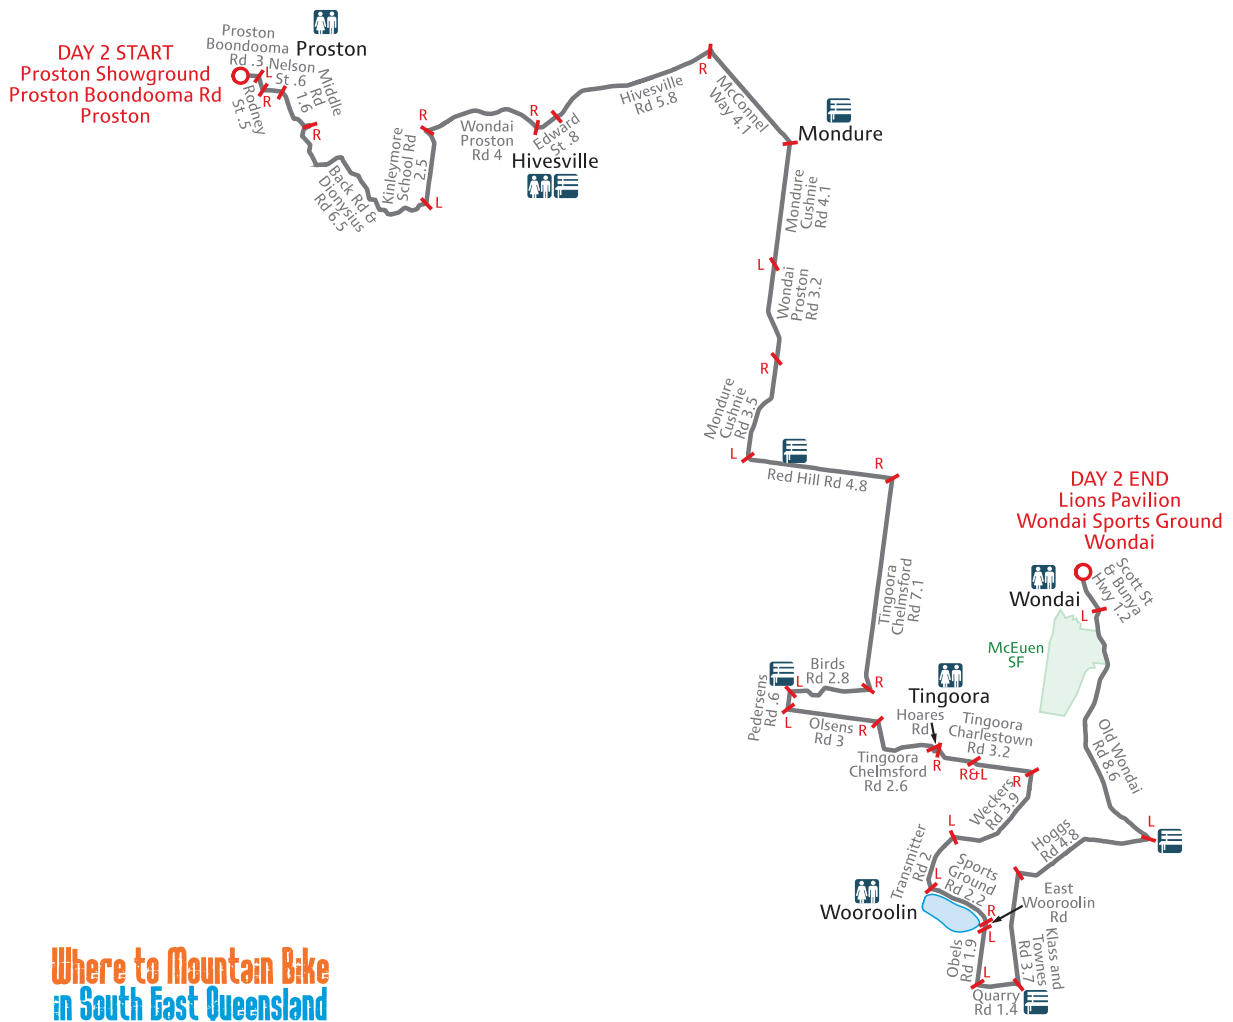 DAY 2 START
Proston Showground
Proston Boondooma Rd
Proston
Proston
Boondooma
Rd .3
L
Nelson
St .6
Proston
Rodney
St .5
R
Middle
Rd
1.6
R
Back Rd &
Dionysius
Rd 6.5
L
Kinleymore
School Rd
2.5
R
Wondai
Proston
Rd 4
R
Edward
St .8
Hivesville
Hivesville
Rd 5.8
R
McConnel
Way 4.1
Mondure
Mondure
Cushnie
Rd 4.1
L
Wondai
Proston
Rd 3.2
R
Mondure
Cushnie
Rd 3.5
L
Red Hill Rd 4.8
R
Tingoora
Chelmsford
Rd 7.1
R
Birds
Rd 2.8
L
Pedersens
Rd .6
L
Olsens
Rd 3
R
Tingoora
Chelmsford
Rd 2.6
Hoares
Rd
R
Tingoora
Tingoora
Charlestown
Rd 3.2
R&L
R
Weckers
Rd 3.9
L
Transmitter
Rd 2
L
Sports
Ground
Rd 2.2
Wooroolin
R
East
Wooroolin
Rd
L
Obels
Rd 1.9
L
Quarry
Rd 1.4
Klass and
Townes
Rd 3.7
Hoggs
Rd 4.8
L
Old Wondai
Rd 8.6
McEuen
SF
L
Scott St
& Bunya
Hwy 1.2
Wondai
DAY 2 END
Lions Pavilion
Wondai Sports Ground
Wondai
Where to Mountain Bike
in South East Queensland